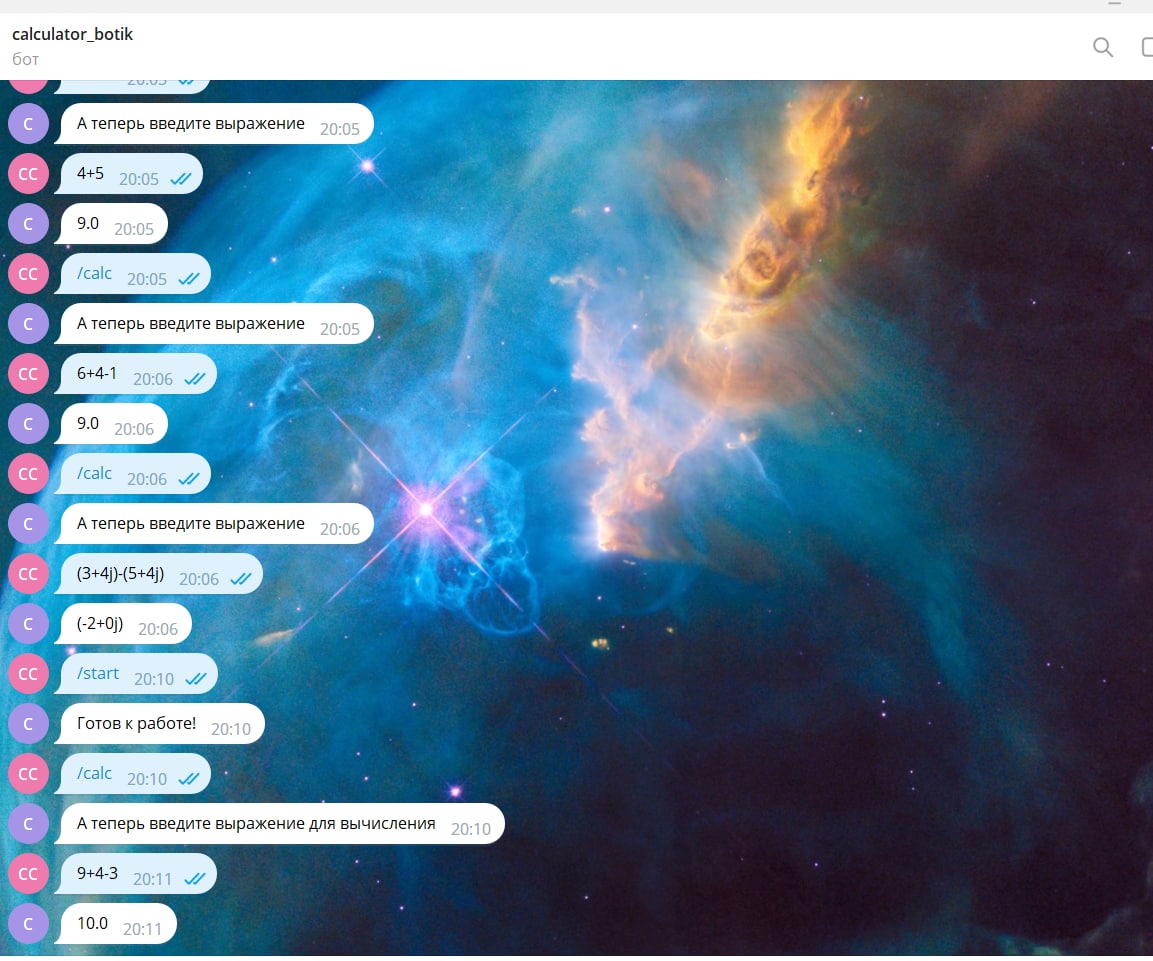 calculator_botik
бот
20:05
C
А теперь введите выражение 20:05
CC
4+5 20:05
C
9.0 20:05
CC
/calc 20:05
C
А теперь введите выражение 20:05
CC
6+4-1 20:06
C
9.0 20:06
CC
/calc 20:06
C
А теперь введите выражение 20:06
CC
(3+4j)-(5+4j) 20:06
C
(-2+0j) 20:06
CC
/start 20:10
C
Готов к работе! 20:10
CC
/calc 20:10
C
А теперь введите выражение для вычисления 20:10
CC
9+4-3 20:11
C
10.0 20:11